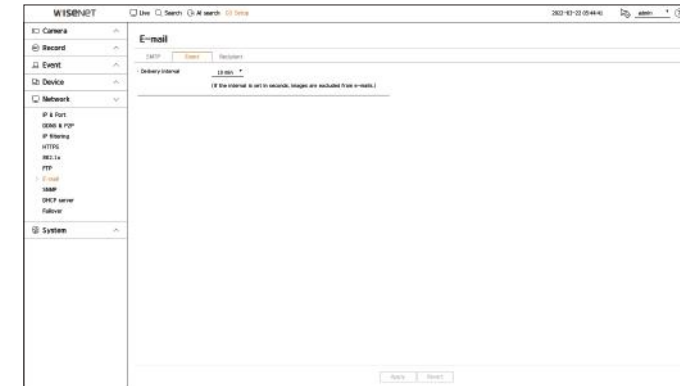 WISENET
Live Search AI search Setup
2022-03-22 05:44:41 admin
Camera
Record
Event
Device
Network
IP & Port
DDNS & P2P
IP filtering
HTTPS
802.1x
FTP
E-mail
SNMP
DHCP server
Failover
System
E-mail
SMTP Event Recipient
Delivery interval 10 min
( If the interval is set in seconds, images are excluded from e-mails.)
Apply Revert